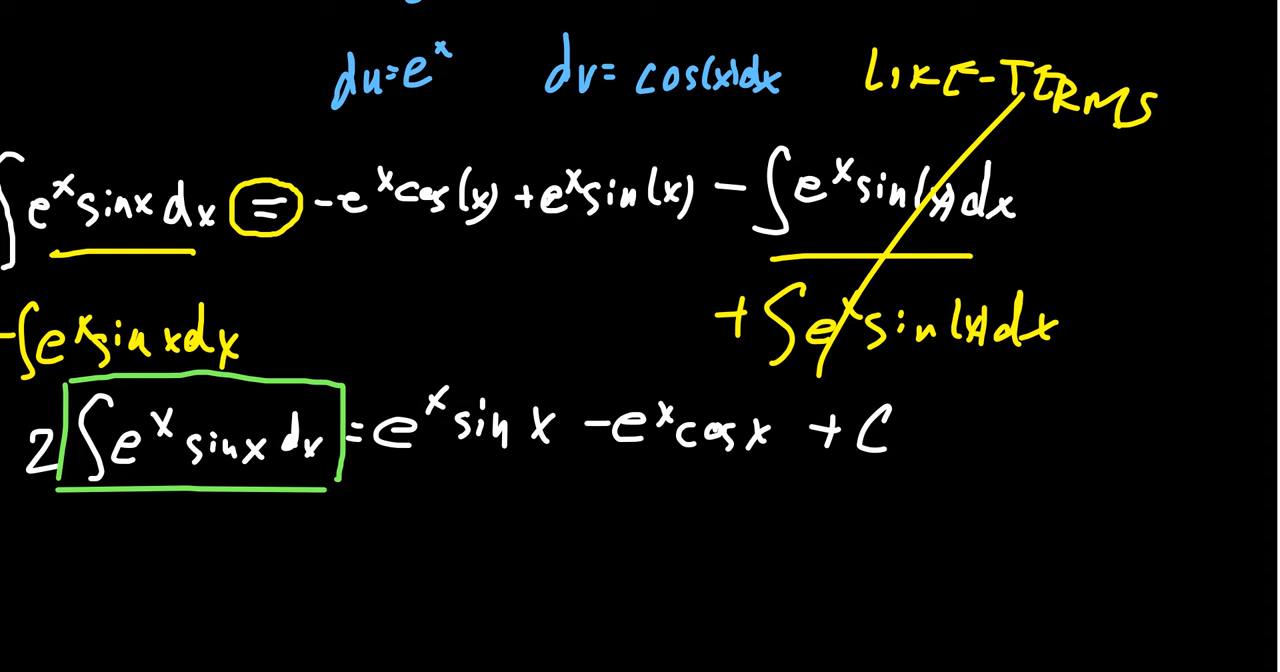 du=e^x dv= cos(x)dx LIKE-TERMS
∫e^x sinx dx = -e^x cos(x) +e^x sin(x) - ∫e^x sin(x)dx
-∫e^x sin xdx +∫e^x sin(x)dx
2∫e^x sinx dx = e^x sin x -e^x cos x + C